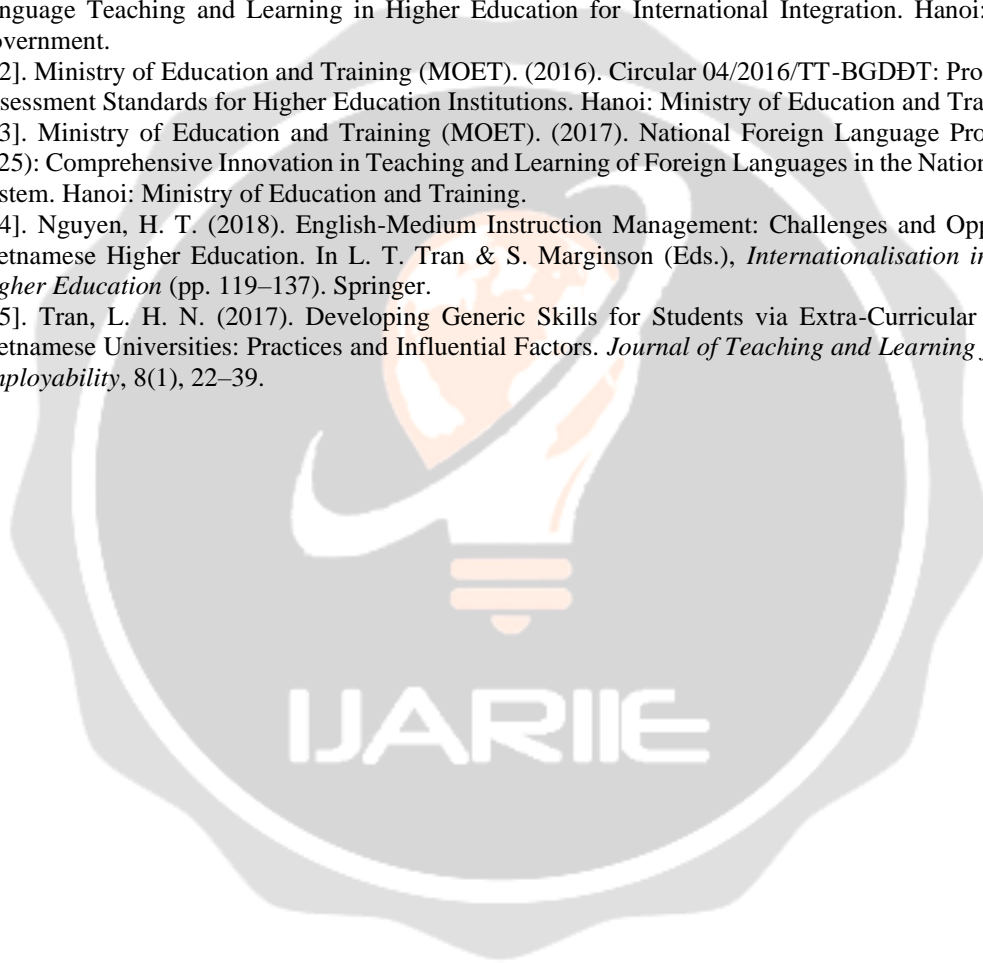 nguage Teaching and Learning in Higher Education for International Integration. Hanoi:
overnment.
2]. Ministry of Education and Training (MOET). (2016). Circular 04/2016/TT-BGDĐT: Pro
ssessment Standards for Higher Education Institutions. Hanoi: Ministry of Education and Tra
3]. Ministry of Education and Training (MOET). (2017). National Foreign Language Pro
25): Comprehensive Innovation in Teaching and Learning of Foreign Languages in the Nation
stem. Hanoi: Ministry of Education and Training.
4]. Nguyen, H. T. (2018). English-Medium Instruction Management: Challenges and Opp
etnamese Higher Education. In L. T. Tran & S. Marginson (Eds.), Internationalisation in
gher Education (pp. 119–137). Springer.
5]. Tran, L. H. N. (2017). Developing Generic Skills for Students via Extra-Curricular
etnamese Universities: Practices and Influential Factors. Journal of Teaching and Learning f
mployability, 8(1), 22–39.
IJARIIE